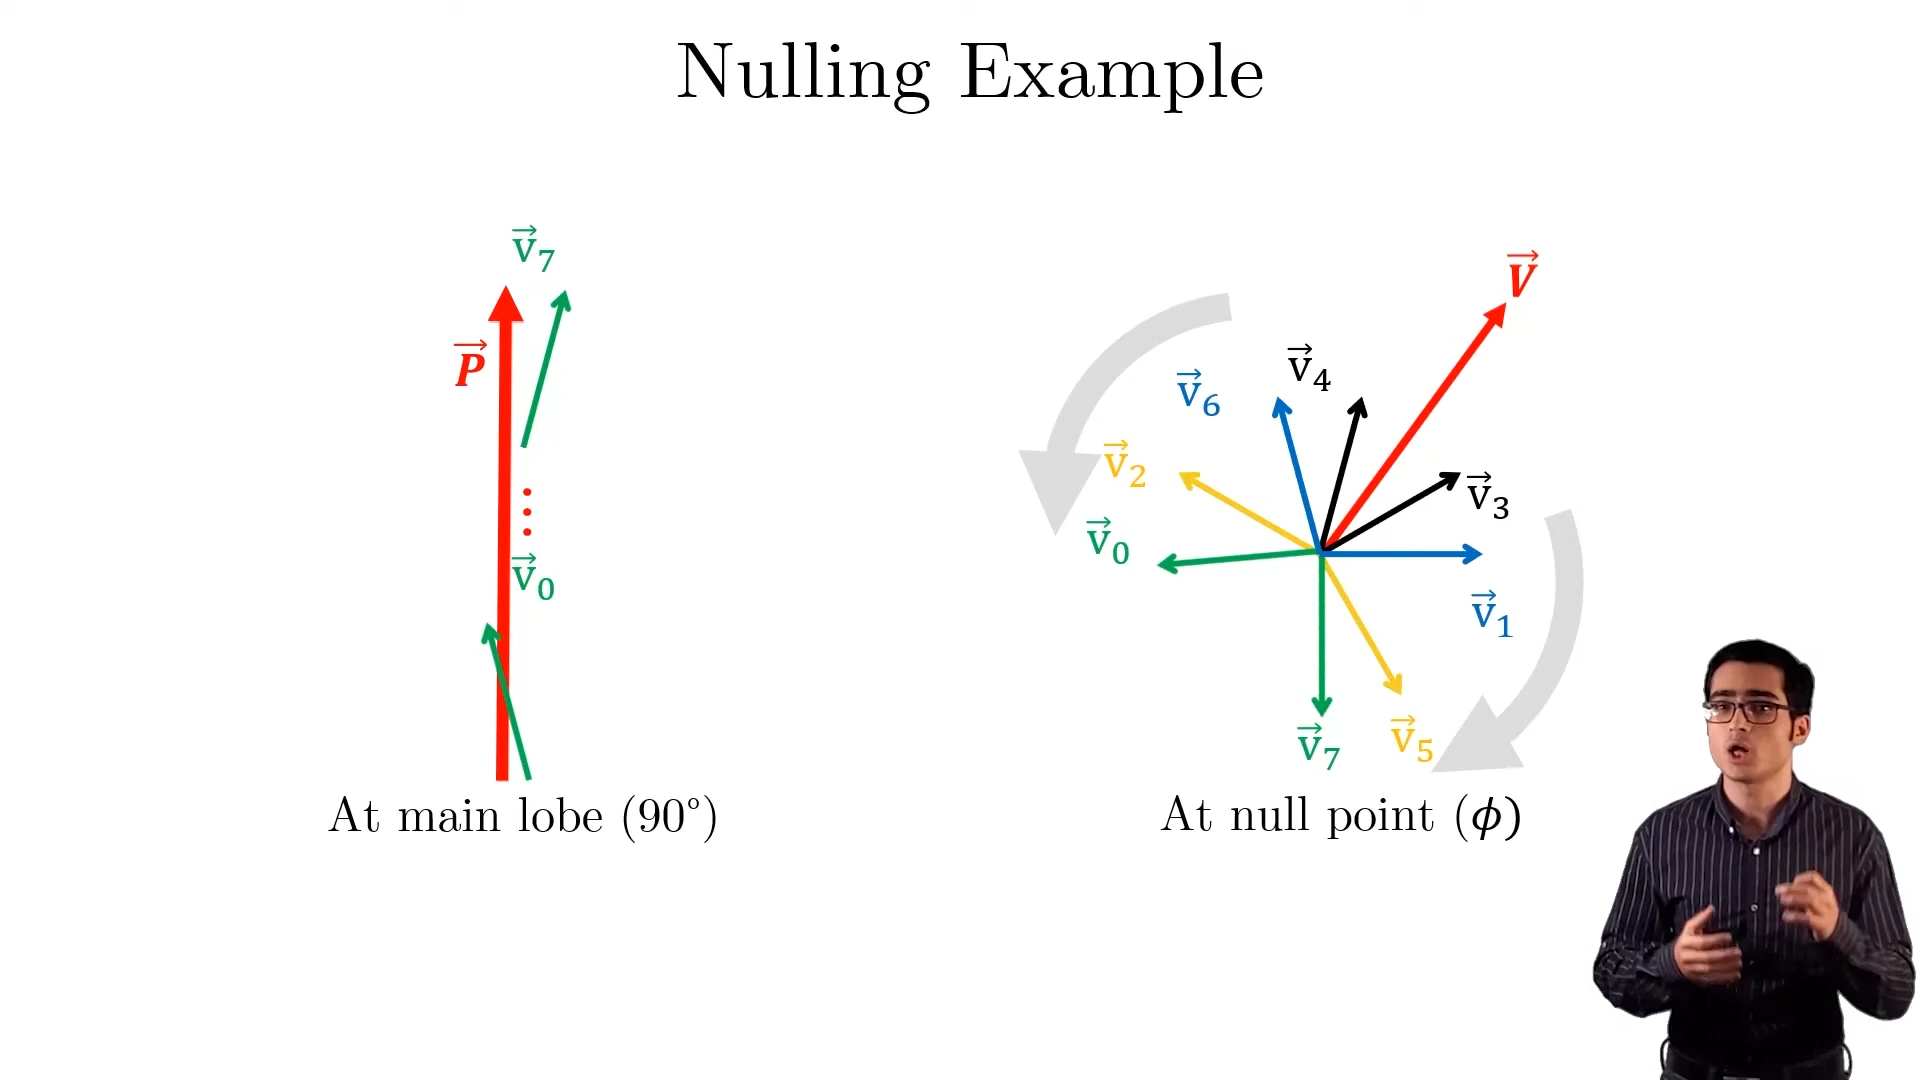 Nulling Example
v⃗₇
P⃗
⋮
v⃗₀
At main lobe (90°)
V⃗
v⃗₄
v⃗₆
v⃗₂
v⃗₃
v⃗₀
v⃗₁
v⃗₇
v⃗₅
At null point (ϕ)